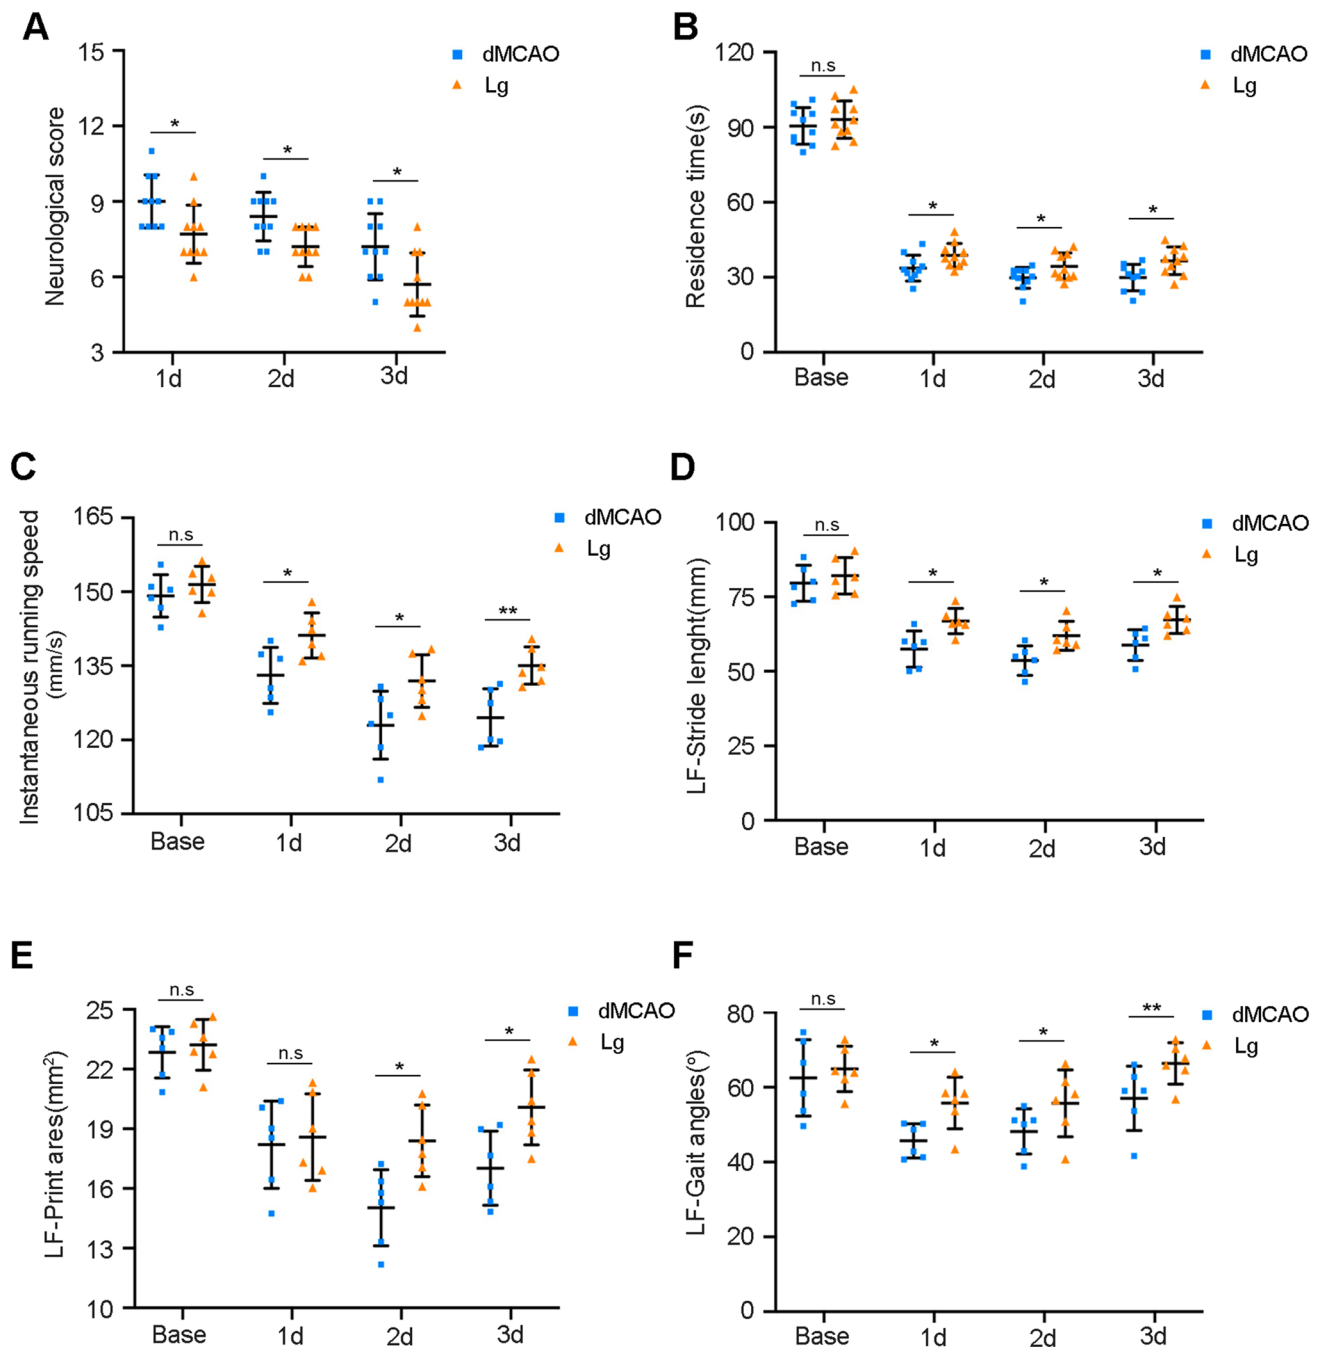 A
Neurological score
15
12
9
6
3
*
*
*
1d
2d
3d
dMCAO
Lg
B
Residence time(s)
120
90
60
30
0
n.s
*
*
*
Base
1d
2d
3d
dMCAO
Lg
C
Instantaneous running speed
(mm/s)
165
150
135
120
105
n.s
*
*
**
Base
1d
2d
3d
dMCAO
Lg
D
LF-Stride lenght(mm)
100
75
50
25
0
n.s
*
*
*
Base
1d
2d
3d
dMCAO
Lg
E
LF-Print ares(mm²)
25
22
19
16
13
10
n.s
n.s
*
*
Base
1d
2d
3d
dMCAO
Lg
F
LF-Gait angles(º)
80
60
40
20
0
n.s
*
*
**
Base
1d
2d
3d
dMCAO
Lg